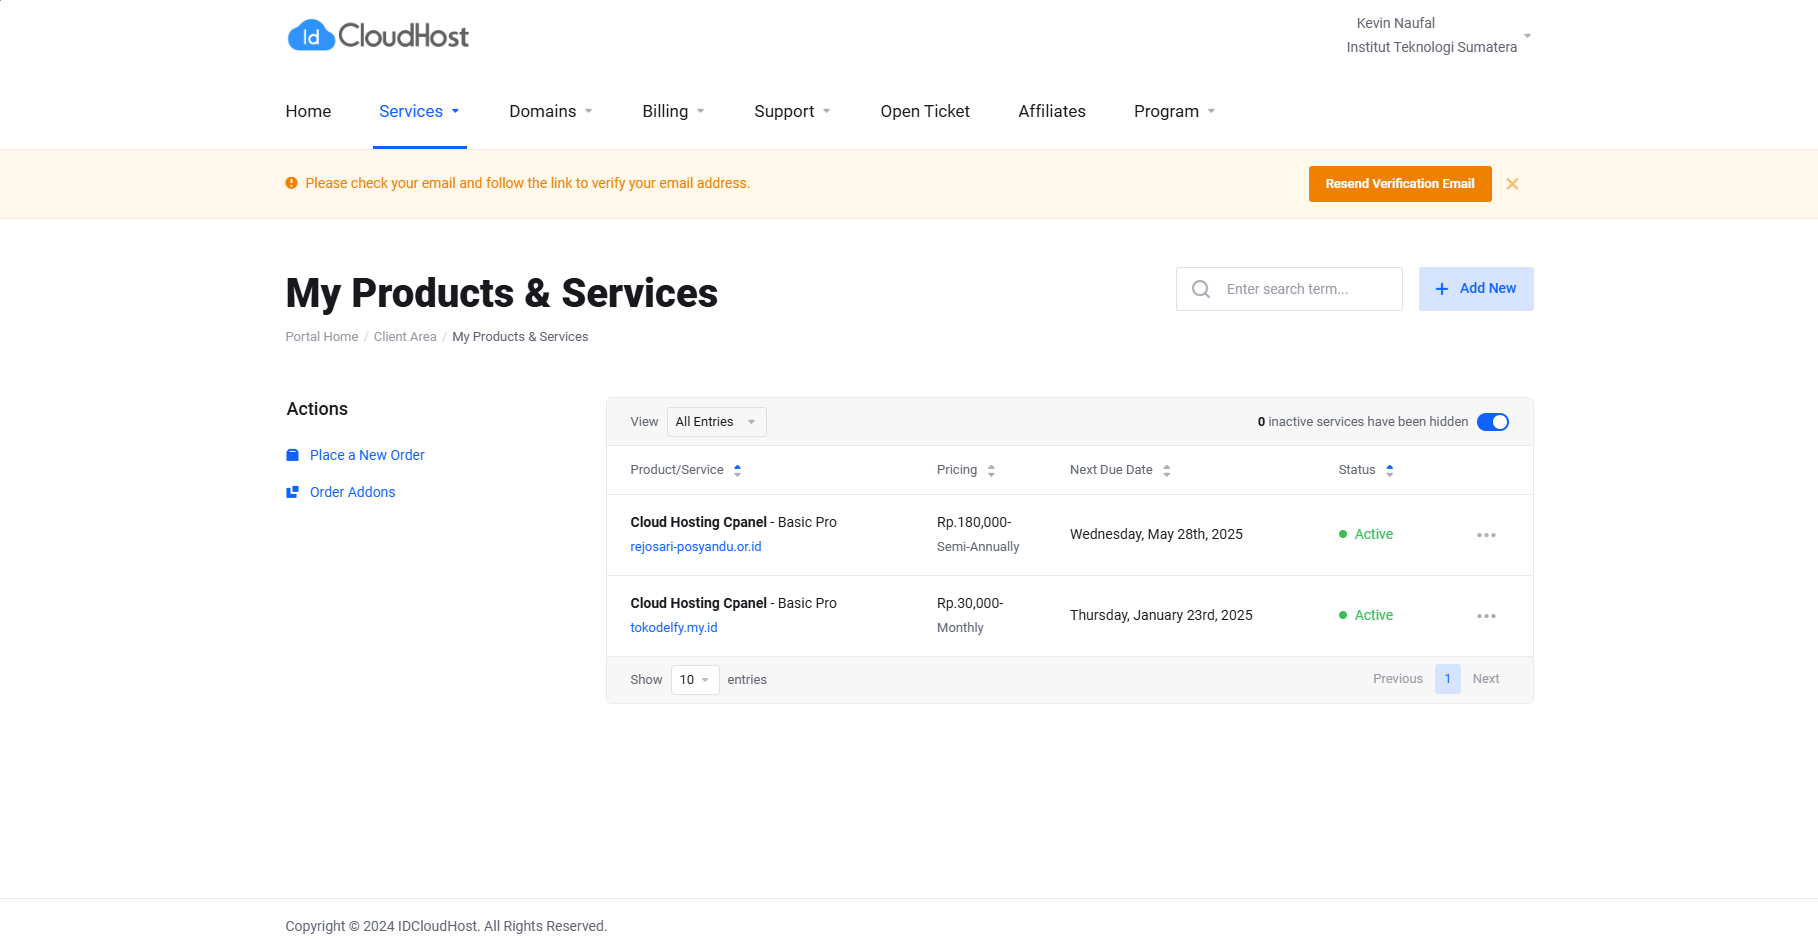 Id CloudHost
Kevin Naufal
Institut Teknologi Sumatera
Home Services Domains Billing Support Open Ticket Affiliates Program
Please check your email and follow the link to verify your email address.
Resend Verification Email
My Products & Services
Enter search term...
Add New
Portal Home / Client Area / My Products & Services
Actions
Place a New Order
Order Addons
View All Entries
0 inactive services have been hidden
Product/Service Pricing Next Due Date Status
Cloud Hosting Cpanel - Basic Pro
rejosari-posyandu.or.id
Rp.180,000-
Semi-Annually
Wednesday, May 28th, 2025
Active
Cloud Hosting Cpanel - Basic Pro
tokodelfy.my.id
Rp.30,000-
Monthly
Thursday, January 23rd, 2025
Active
Show 10 entries
Previous 1 Next
Copyright © 2024 IDCloudHost. All Rights Reserved.